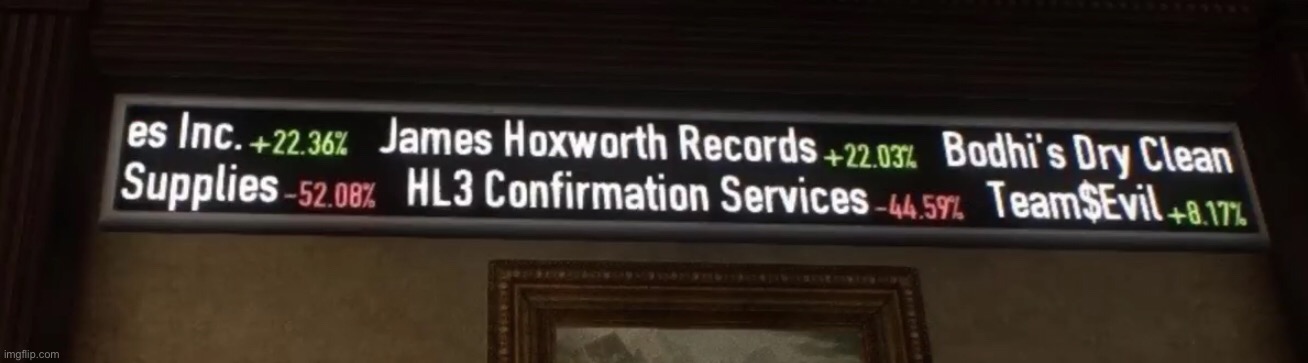 es Inc. +22.36% James Hoxworth Records +22.03% Bodhi's Dry Clean
Supplies -52.08% HL3 Confirmation Services -44.59% Team$Evil +8.17%
imgflip.com